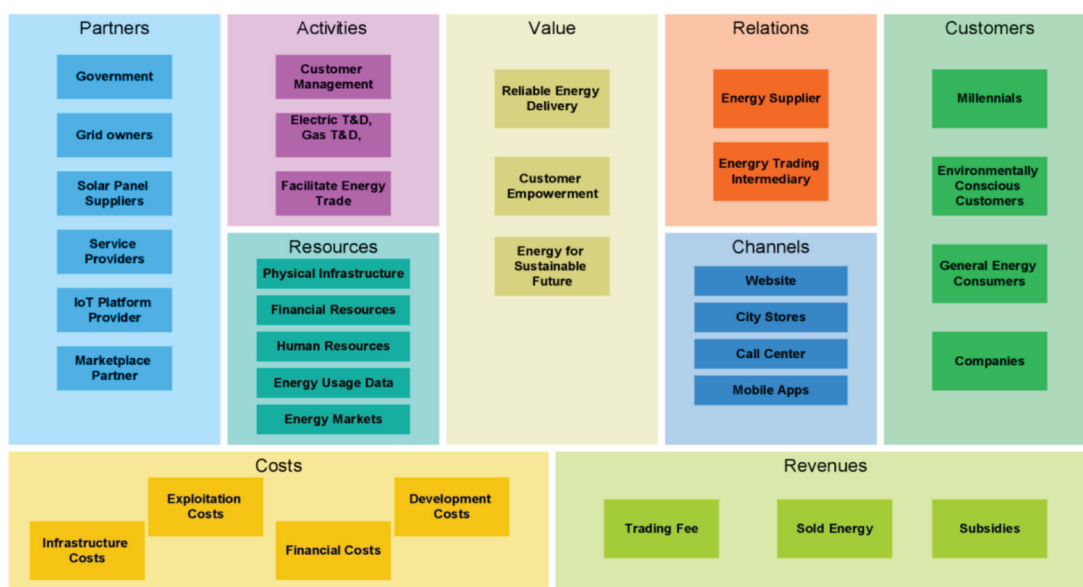 Partners
Government
Grid owners
Solar Panel
Suppliers
Service
Providers
IoT Platform
Provider
Marketplace
Partner
Activities
Customer
Management
Electric T&D,
Gas T&D,
Facilitate Energy
Trade
Resources
Physical Infrastructure
Financial Resources
Human Resources
Energy Usage Data
Energy Markets
Value
Reliable Energy
Delivery
Customer
Empowerment
Energy for
Sustainable
Future
Relations
Energy Supplier
Energry Trading
Intermediary
Channels
Website
City Stores
Call Center
Mobile Apps
Customers
Millennials
Environmentally
Conscious
Customers
General Energy
Consumers
Companies
Costs
Infrastructure
Costs
Exploitation
Costs
Financial Costs
Development
Costs
Revenues
Trading Fee
Sold Energy
Subsidies